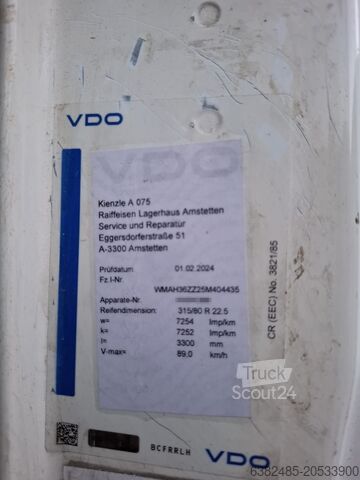 VDO
VDO
Kienzle A 075
Raiffeisen Lagerhaus Amstetten
Service und Reparatur
Eggersdorferstraße 51
A-3300 Amstetten
Prüfdatum 01.02.2024
Fz.I-Nr. WMAH36ZZ25M404435
Apparate-Nr.
Reifendimension: 315/80 R 22.5
w= 7254 Imp/km
k= 7252 Imp/km
l= 3300 mm
V-max= 89,0 km/h
CR (EEC) No. 3821/85
Truck
Scout24
BCFRRLH
VDO
6382485-20533900